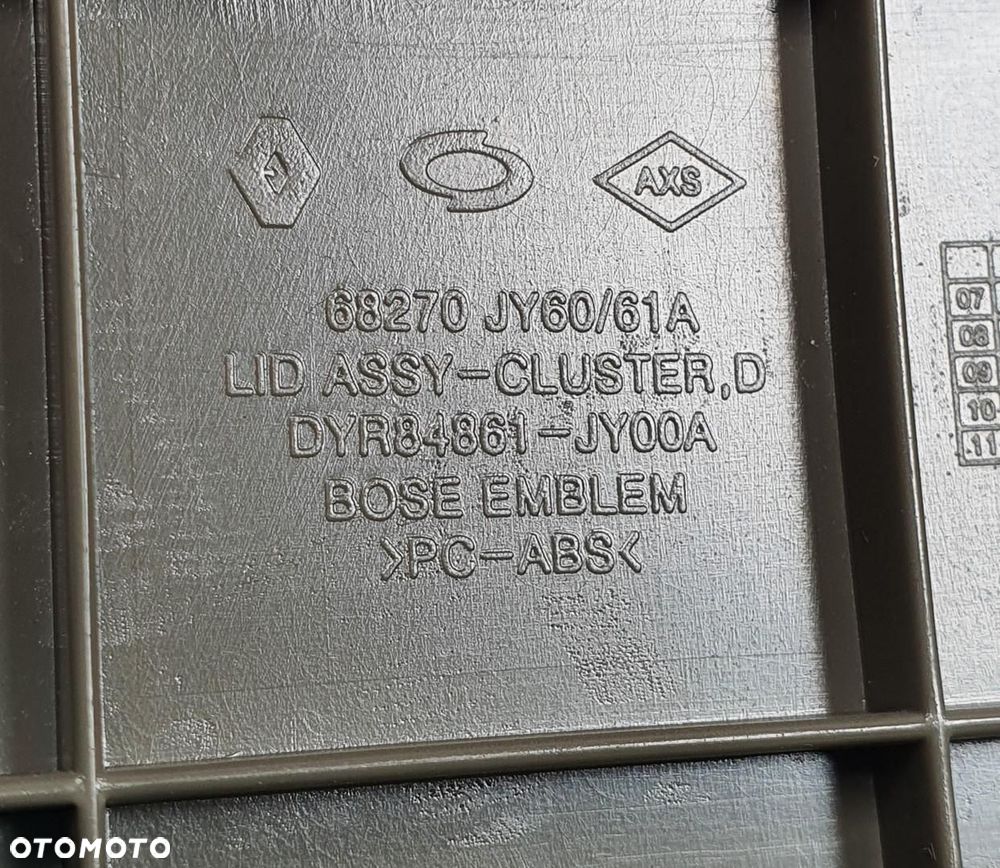 AXS
68270 JY60/61A
LID ASSY-CLUSTER,D
DYR84861-JY00A
BOSE EMBLEM
>PC-ABS<
07
08
09
10
11
OTOMOTO